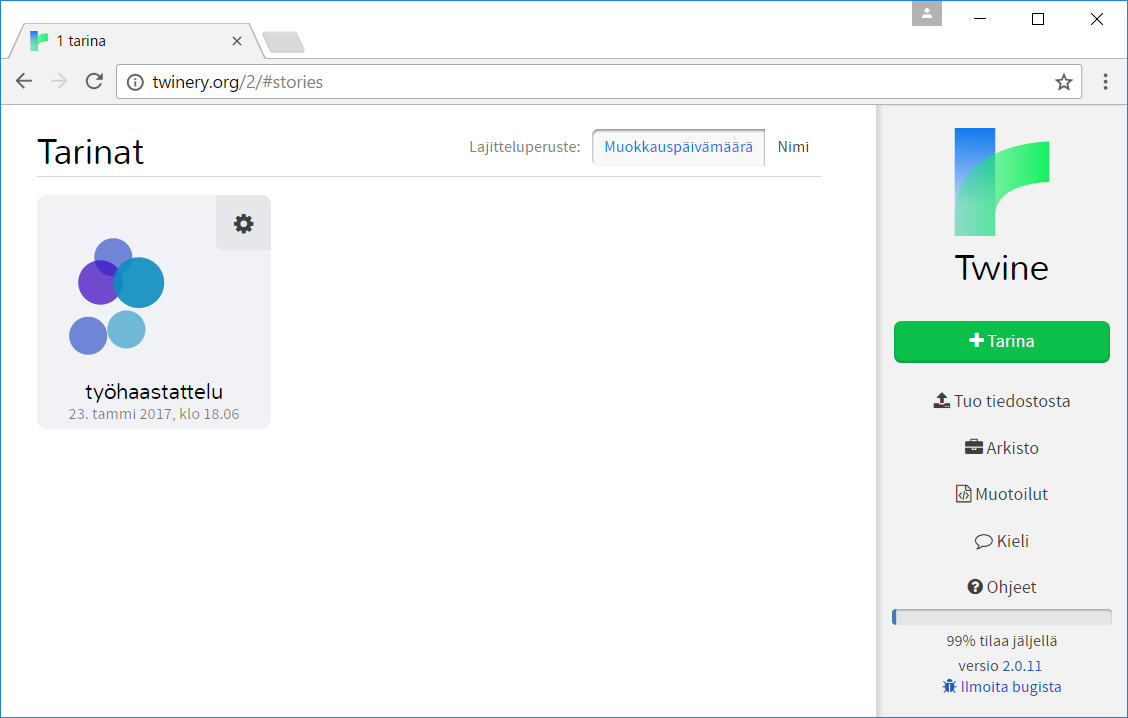 1 tarina
twinery.org/2/#stories
Tarinat
Lajitteluperuste: Muokkauspäivämäärä Nimi
työhaastattelu
23. tammi 2017, klo 18.06
Twine
Tarina
Tuo tiedostosta
Arkisto
Muotoilut
Kieli
Ohjeet
99% tilaa jäljellä
versio 2.0.11
Ilmoita bugista